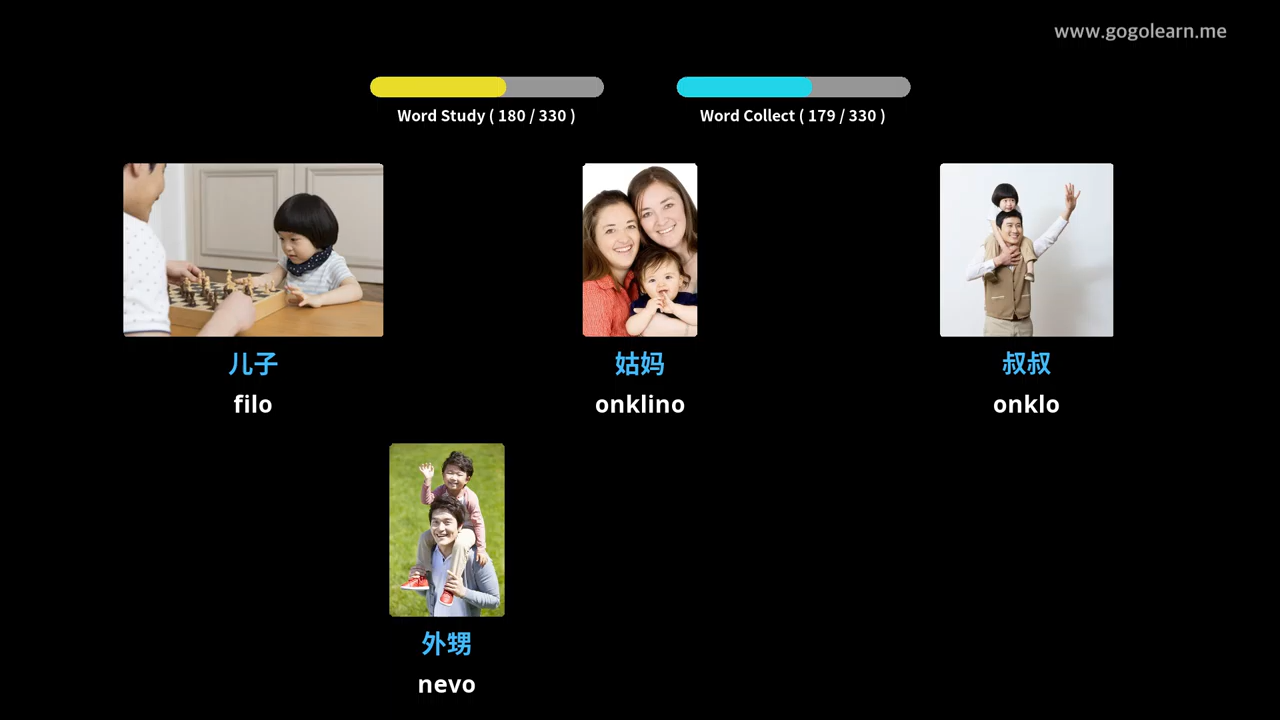 www.gogolearn.me
Word Study ( 180 / 330 )
Word Collect ( 179 / 330 )
儿子
filo
姑妈
onklino
叔叔
onklo
外甥
nevo